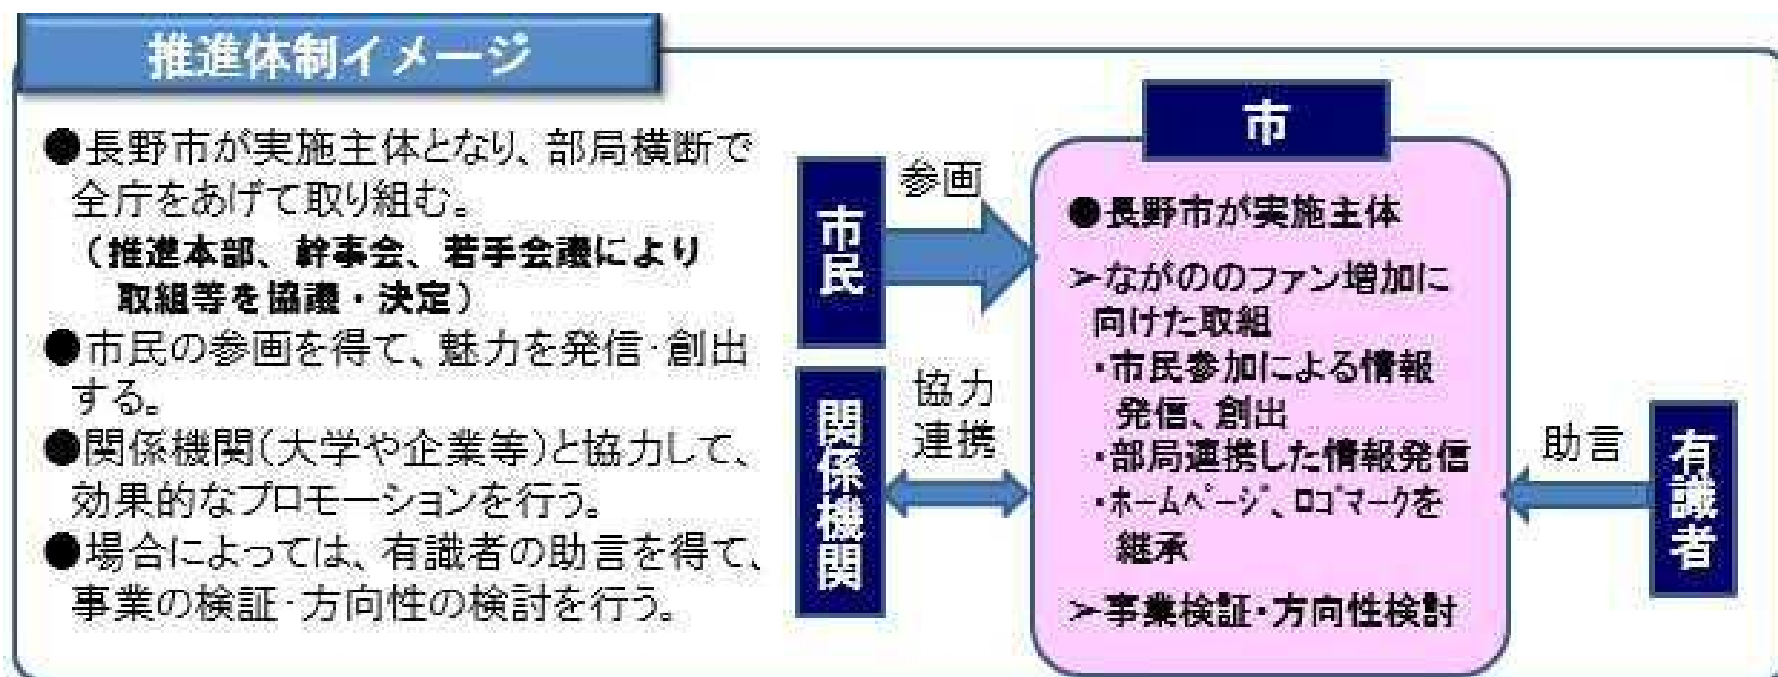 推進体制イメージ
●長野市が実施主体となり、部局横断で
全庁をあげて取り組む。
（推進本部、幹事会、若手会議により
取組等を協議・決定）
●市民の参画を得て、魅力を発信・創出
する。
●関係機関(大学や企業等)と協力して、
効果的なプロモーションを行う。
●場合によっては、有識者の助言を得て、
事業の検証・方向性の検討を行う。
市民
参画
関係機関
協力
連携
市
●長野市が実施主体
➢ながののファン増加に
向けた取組
・市民参加による情報
発信、創出
・部局連携した情報発信
・ホームページ、ロゴマークを
継承
➢事業検証・方向性検討
助言
有識者